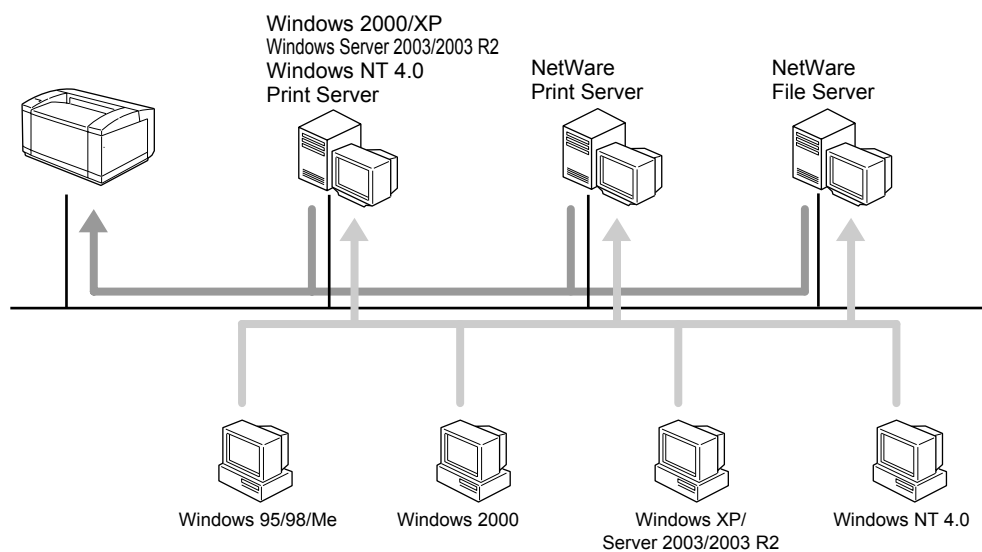 Windows 2000/XP
Windows Server 2003/2003 R2
Windows NT 4.0
Print Server
NetWare
Print Server
NetWare
File Server
Windows 95/98/Me
Windows 2000
Windows XP/
Server 2003/2003 R2
Windows NT 4.0